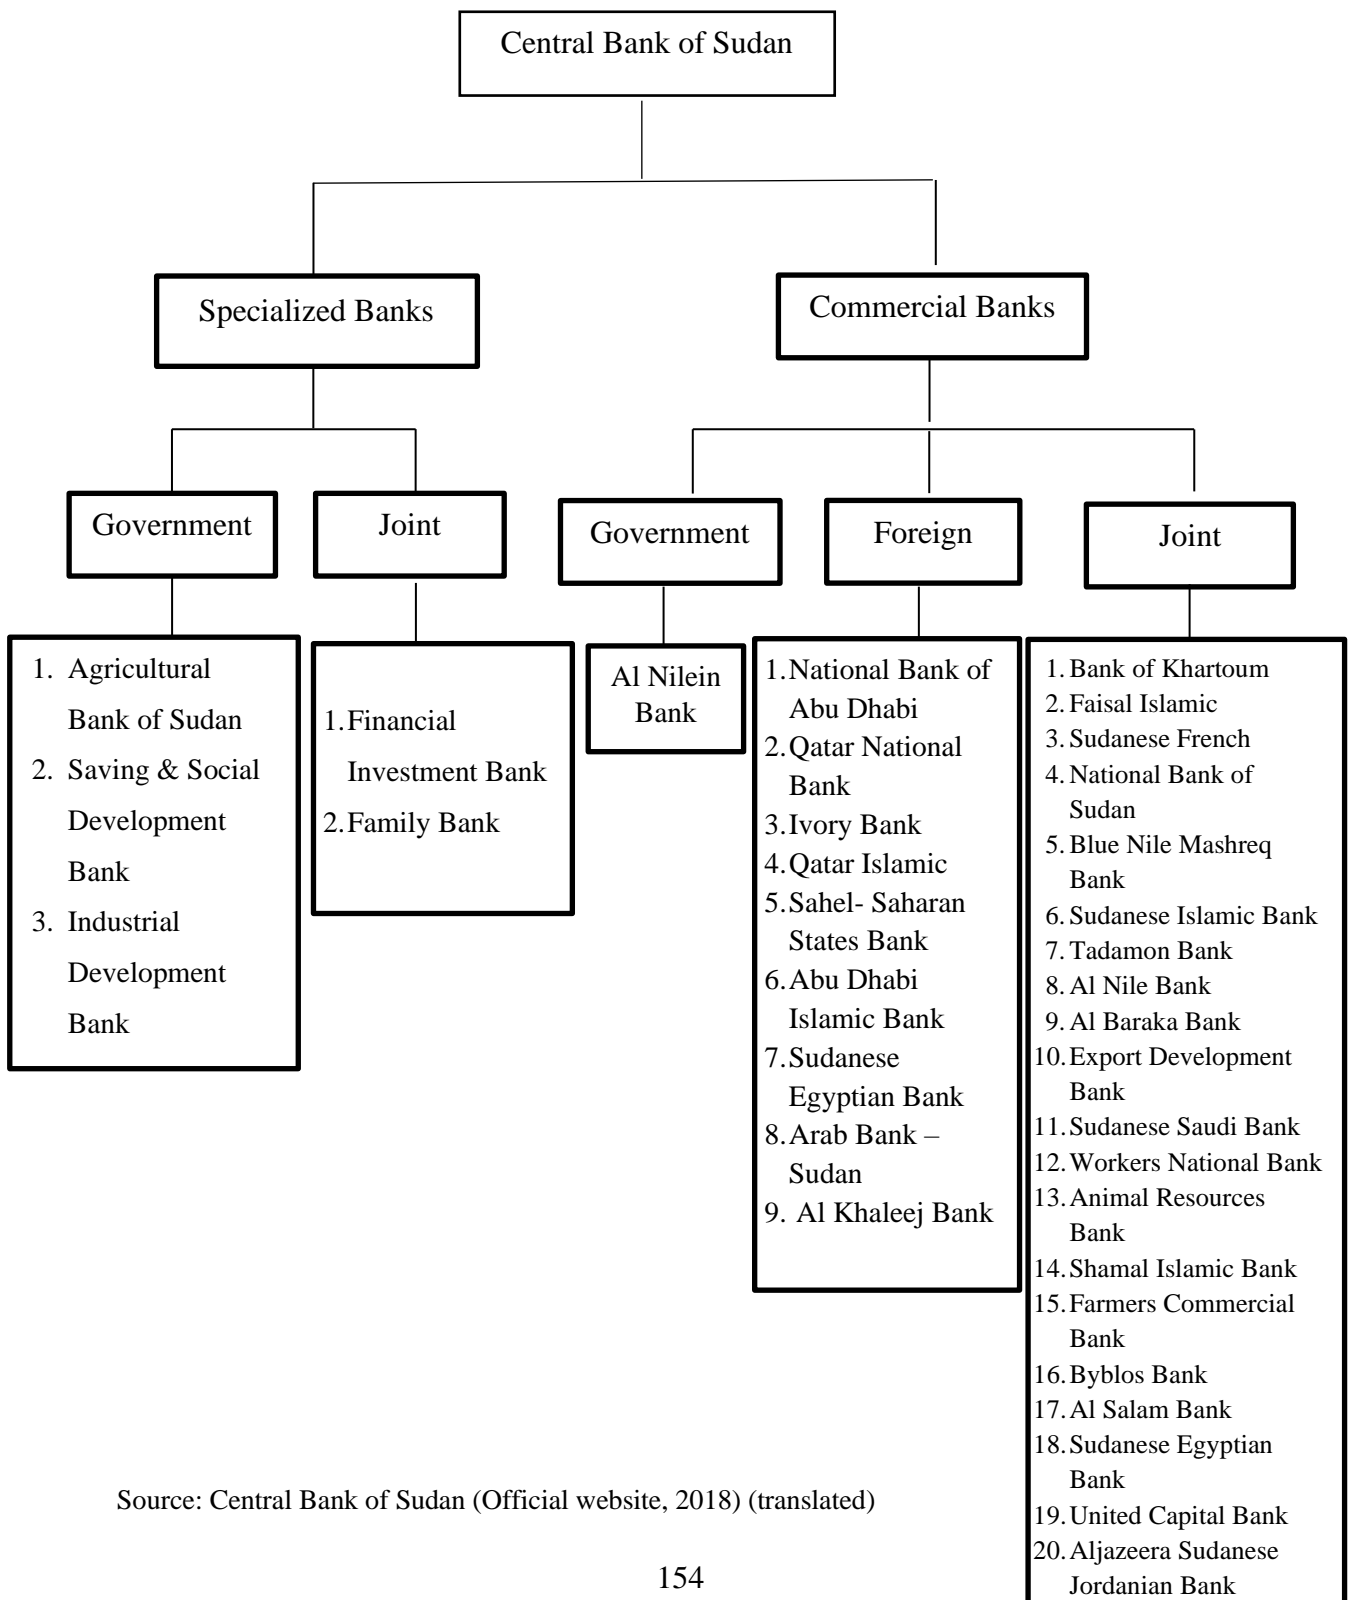 Central Bank of Sudan
Specialized Banks
Commercial Banks
Government
Joint
Government
Foreign
Joint
1. Agricultural
Bank of Sudan
2. Saving & Social
Development
Bank
3. Industrial
Development
Bank
1. Financial
Investment Bank
2. Family Bank
Al Nilein
Bank
1. National Bank of
Abu Dhabi
2. Qatar National
Bank
3. Ivory Bank
4. Qatar Islamic
5. Sahel- Saharan
States Bank
6. Abu Dhabi
Islamic Bank
7. Sudanese
Egyptian Bank
8. Arab Bank –
Sudan
9. Al Khaleej Bank
1. Bank of Khartoum
2. Faisal Islamic
3. Sudanese French
4. National Bank of
Sudan
5. Blue Nile Mashreq
Bank
6. Sudanese Islamic Bank
7. Tadamon Bank
8. Al Nile Bank
9. Al Baraka Bank
10. Export Development
Bank
11. Sudanese Saudi Bank
12. Workers National Bank
13. Animal Resources
Bank
14. Shamal Islamic Bank
15. Farmers Commercial
Bank
16. Byblos Bank
17. Al Salam Bank
18. Sudanese Egyptian
Bank
19. United Capital Bank
20. Aljazeera Sudanese
Jordanian Bank
Source: Central Bank of Sudan (Official website, 2018) (translated)
154